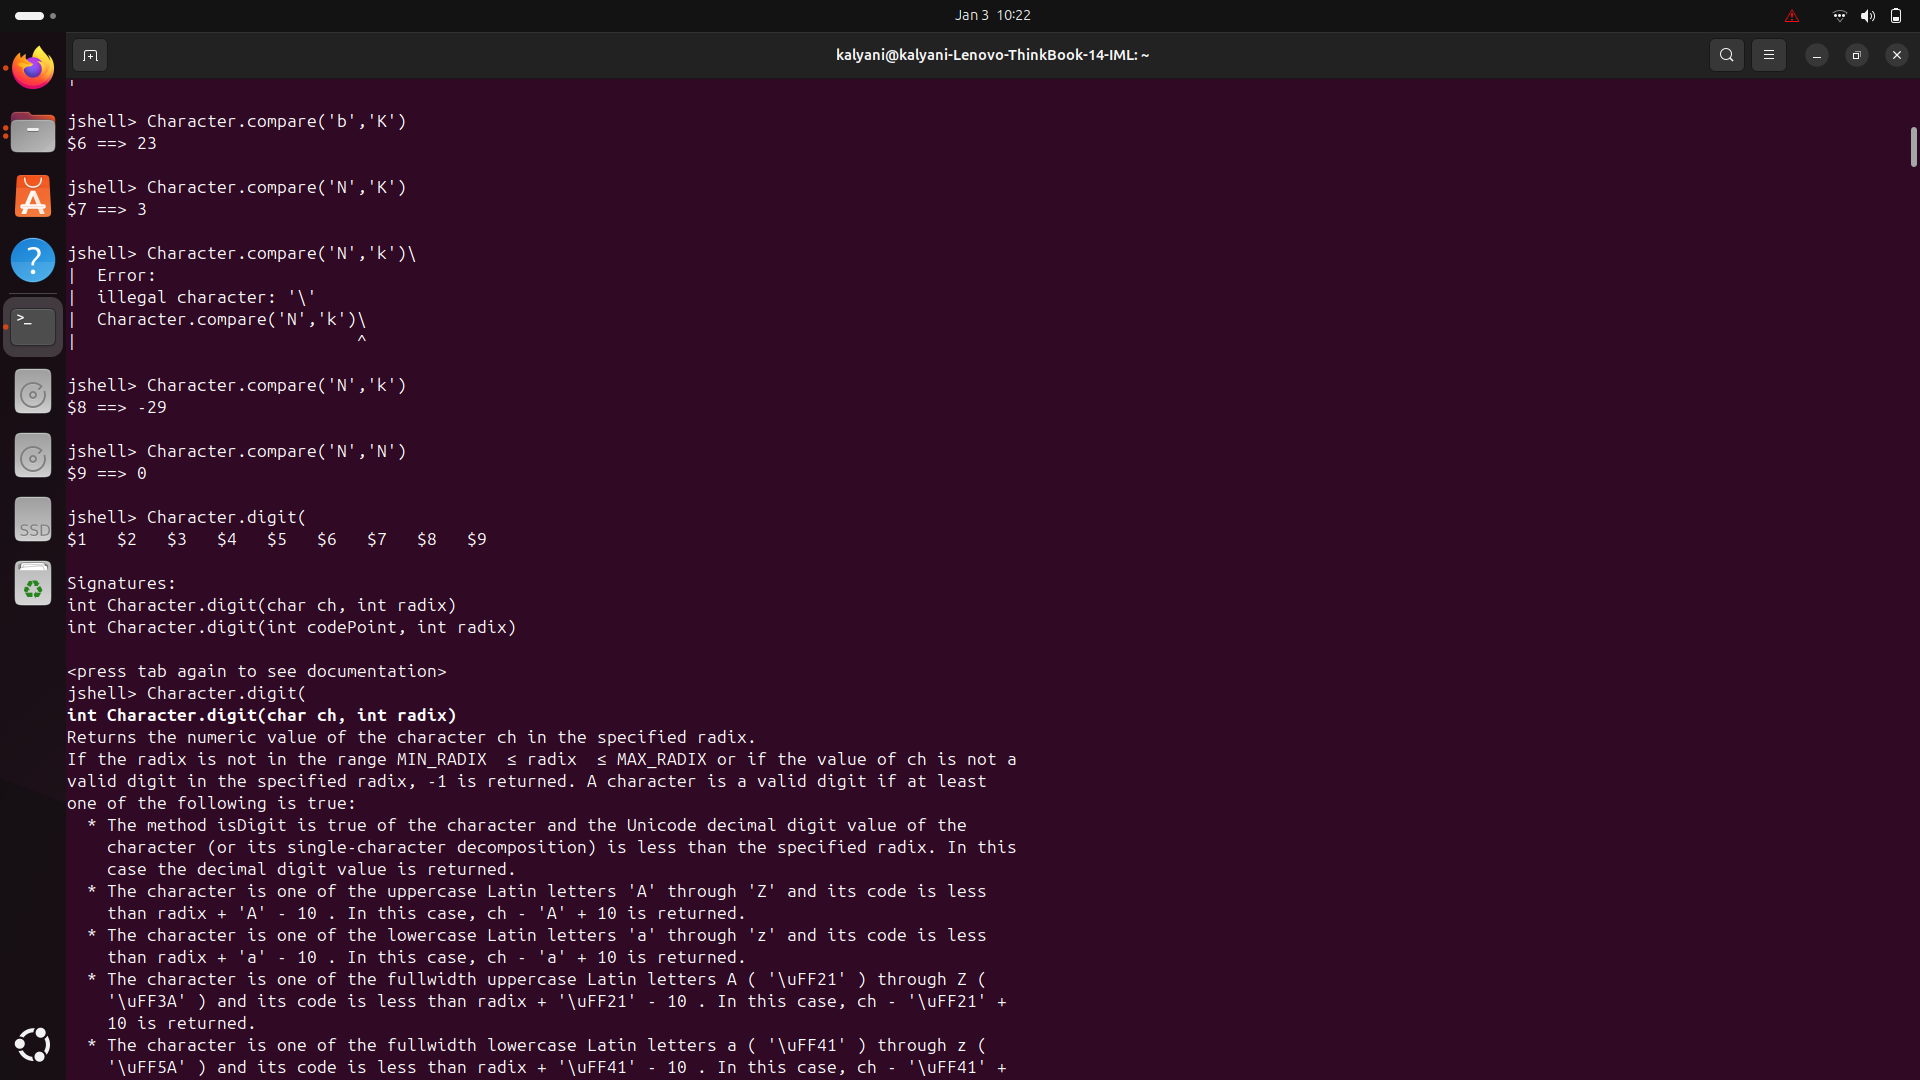 Jan 3 10:22
kalyani@kalyani-Lenovo-ThinkBook-14-IML: ~
jshell> Character.compare('b','K')
$6 ==> 23
jshell> Character.compare('N','K')
$7 ==> 3
jshell> Character.compare('N','k')\
|  Error:
|  illegal character: '\'
|  Character.compare('N','k')\
|                             ^
jshell> Character.compare('N','k')
$8 ==> -29
jshell> Character.compare('N','N')
$9 ==> 0
jshell> Character.digit(
$1   $2   $3   $4   $5   $6   $7   $8   $9
Signatures:
int Character.digit(char ch, int radix)
int Character.digit(int codePoint, int radix)
<press tab again to see documentation>
jshell> Character.digit(
int Character.digit(char ch, int radix)
Returns the numeric value of the character ch in the specified radix.
If the radix is not in the range MIN_RADIX  ≤ radix  ≤ MAX_RADIX or if the value of ch is not a
valid digit in the specified radix, -1 is returned. A character is a valid digit if at least
one of the following is true:
  * The method isDigit is true of the character and the Unicode decimal digit value of the
    character (or its single-character decomposition) is less than the specified radix. In this
    case the decimal digit value is returned.
  * The character is one of the uppercase Latin letters 'A' through 'Z' and its code is less
    than radix + 'A' - 10 . In this case, ch - 'A' + 10 is returned.
  * The character is one of the lowercase Latin letters 'a' through 'z' and its code is less
    than radix + 'a' - 10 . In this case, ch - 'a' + 10 is returned.
  * The character is one of the fullwidth uppercase Latin letters A ( '\uFF21' ) through Z (
    '\uFF3A' ) and its code is less than radix + '\uFF21' - 10 . In this case, ch - '\uFF21' +
    10 is returned.
  * The character is one of the fullwidth lowercase Latin letters a ( '\uFF41' ) through z (
    '\uFF5A' ) and its code is less than radix + '\uFF41' - 10 . In this case, ch - '\uFF41' +
SSD